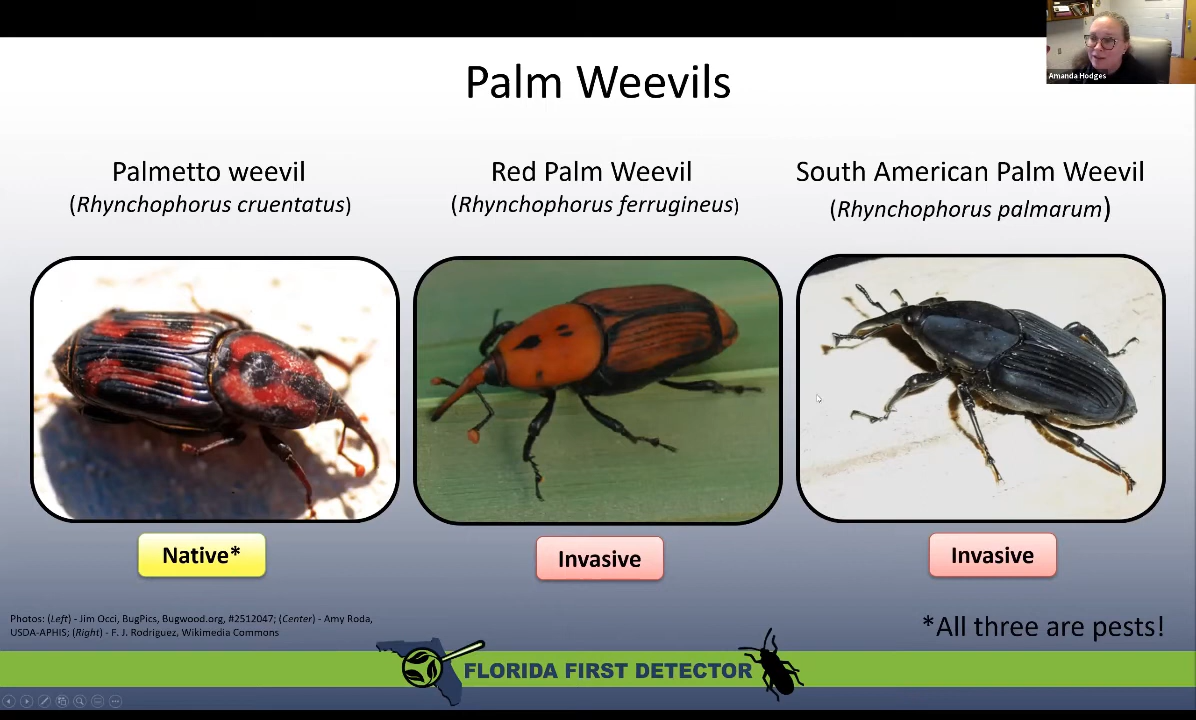 Amanda Hodges
Palm Weevils
Palmetto weevil
(Rhynchophorus cruentatus)
Red Palm Weevil
(Rhynchophorus ferrugineus)
South American Palm Weevil
(Rhynchophorus palmarum)
Native*
Invasive
Invasive
Photos: (Left) - Jim Occi, BugPics, Bugwood.org, #2512047; (Center) - Amy Roda,
USDA-APHIS; (Right) - F. J. Rodriguez, Wikimedia Commons
*All three are pests!
FLORIDA FIRST DETECTOR